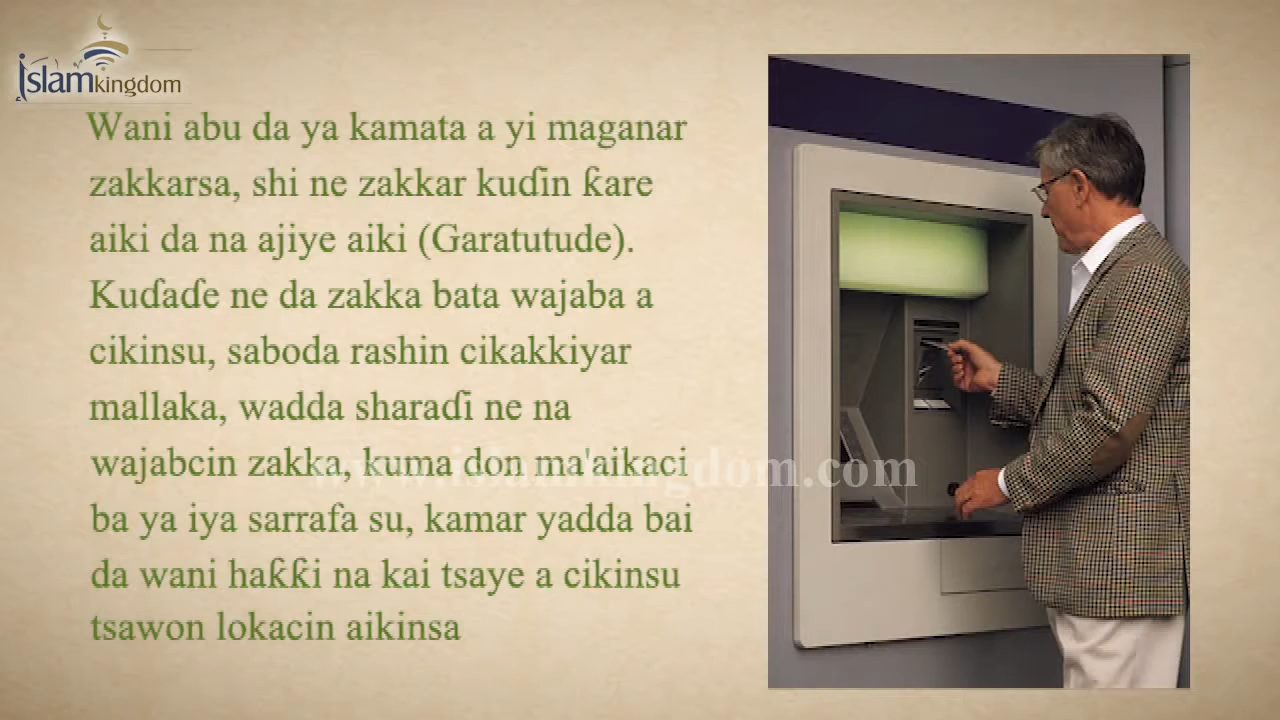 Islamkingdom
Wani abu da ya kamata a yi maganar
zakkarsa, shi ne zakkar kuɗin ƙare
aiki da na ajiye aiki (Garatutude).
Kuɗaɗe ne da zakka bata wajaba a
cikinsu, saboda rashin cikakkiyar
mallaka, wadda sharaɗi ne na
wajabcin zakka, kuma don ma'aikaci
www.islamkingdom.com
ba ya iya sarrafa su, kamar yadda bai
da wani haƙƙi na kai tsaye a cikinsu
tsawon lokacin aikinsa